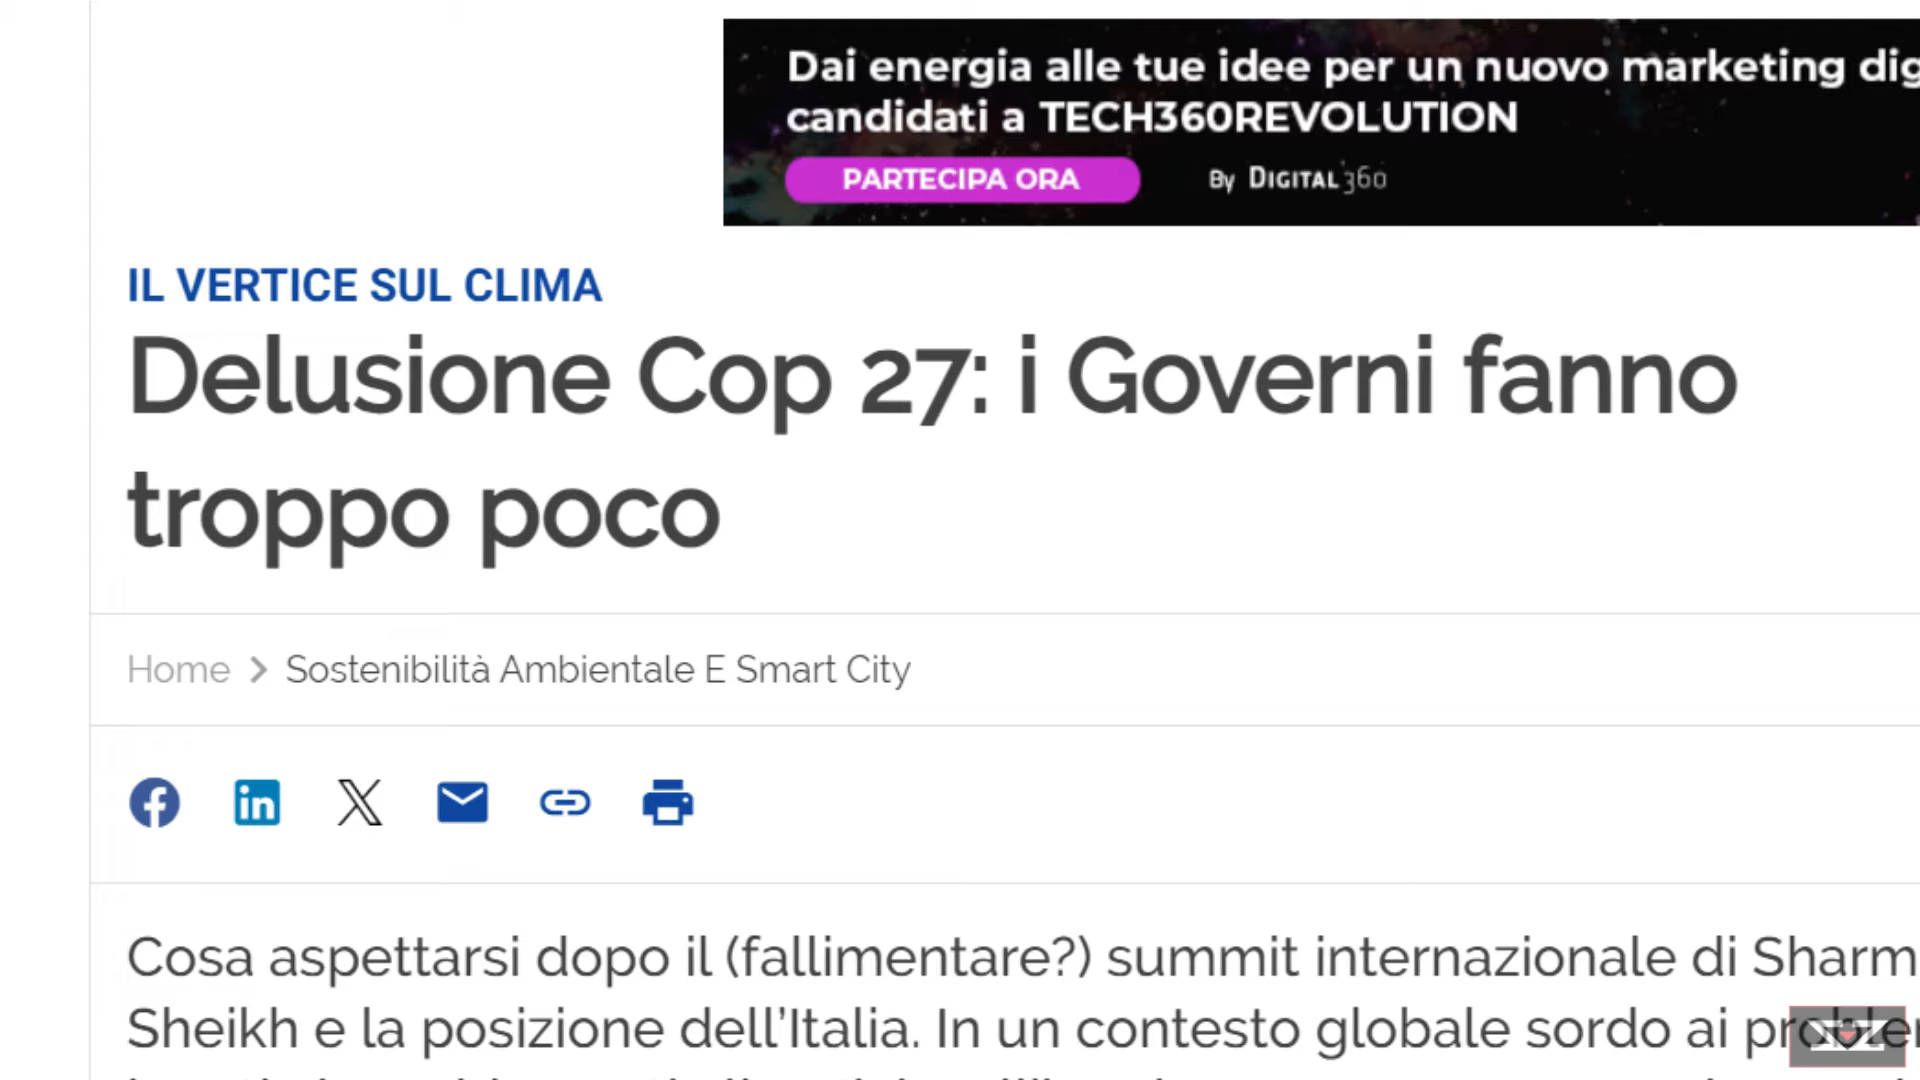 Dai energia alle tue idee per un nuovo marketing
candidati a TECH360REVOLUTION
PARTECIPA ORA
By DIGITAL360
IL VERTICE SUL CLIMA
Delusione Cop 27: i Governi fanno
troppo poco
Home > Sostenibilità Ambientale E Smart City
Cosa aspettarsi dopo il (fallimentare?) summit internazionale di Sharm
Sheikh e la posizione dell’Italia. In un contesto globale sordo ai